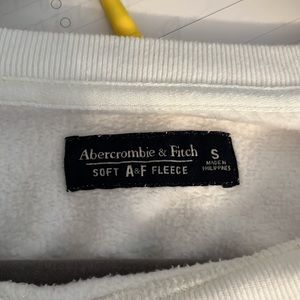 Abercrombie & Fitch
SOFT A&F FLEECE
S
MADE IN
PHILIPPINES